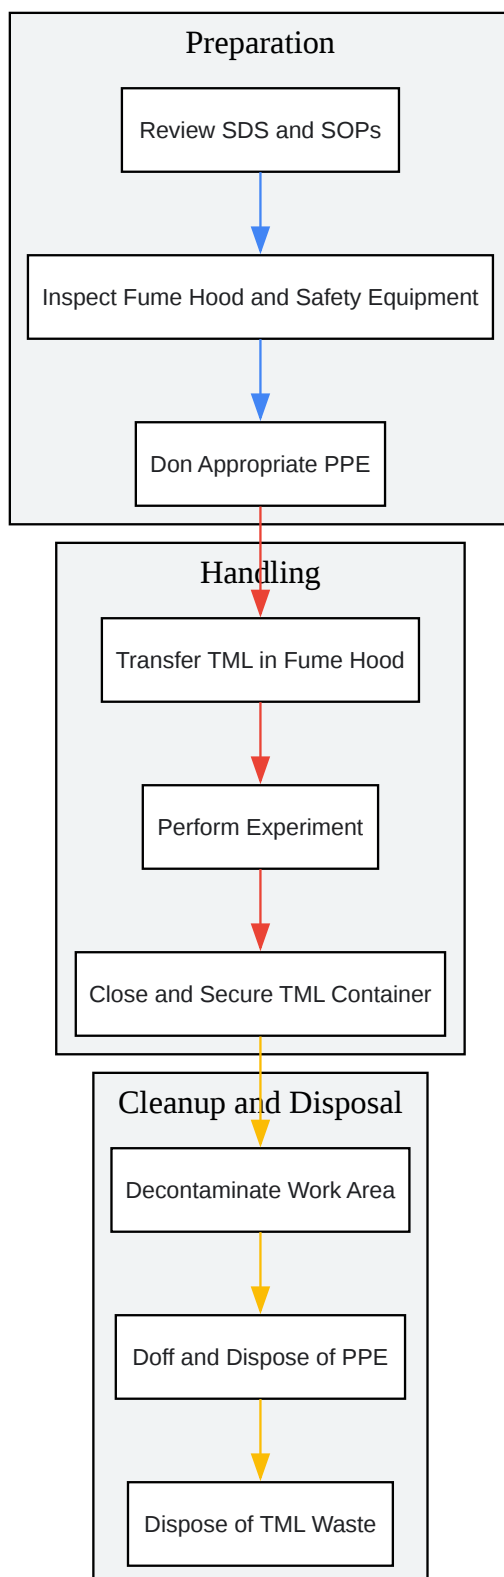 Preparation
Review SDS and SOPs
Inspect Fume Hood and Safety Equipment
Don Appropriate PPE
Handling
Transfer TML in Fume Hood
Perform Experiment
Close and Secure TML Container
Cleanup and Disposal
Decontaminate Work Area
Doff and Dispose of PPE
Dispose of TML Waste